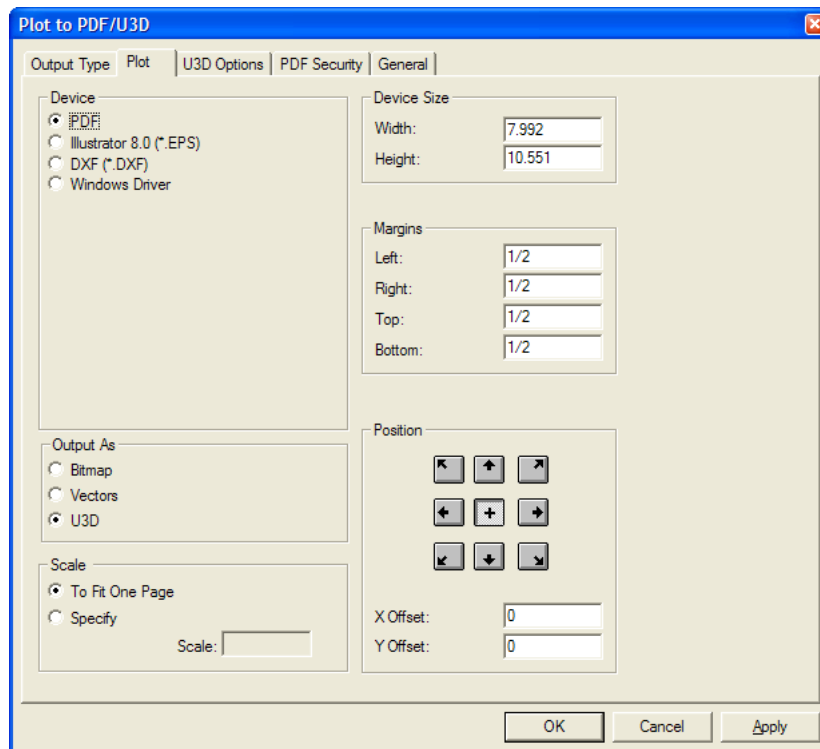 Plot to PDF/U3D
Output Type Plot U3D Options PDF Security General
Device
PDF
Illustrator 8.0 (*.EPS)
DXF (*.DXF)
Windows Driver
Output As
Bitmap
Vectors
U3D
Scale
To Fit One Page
Specify
Scale:
Device Size
Width: 7.992
Height: 10.551
Margins
Left: 1/2
Right: 1/2
Top: 1/2
Bottom: 1/2
Position
X Offset: 0
Y Offset: 0
OK Cancel Apply